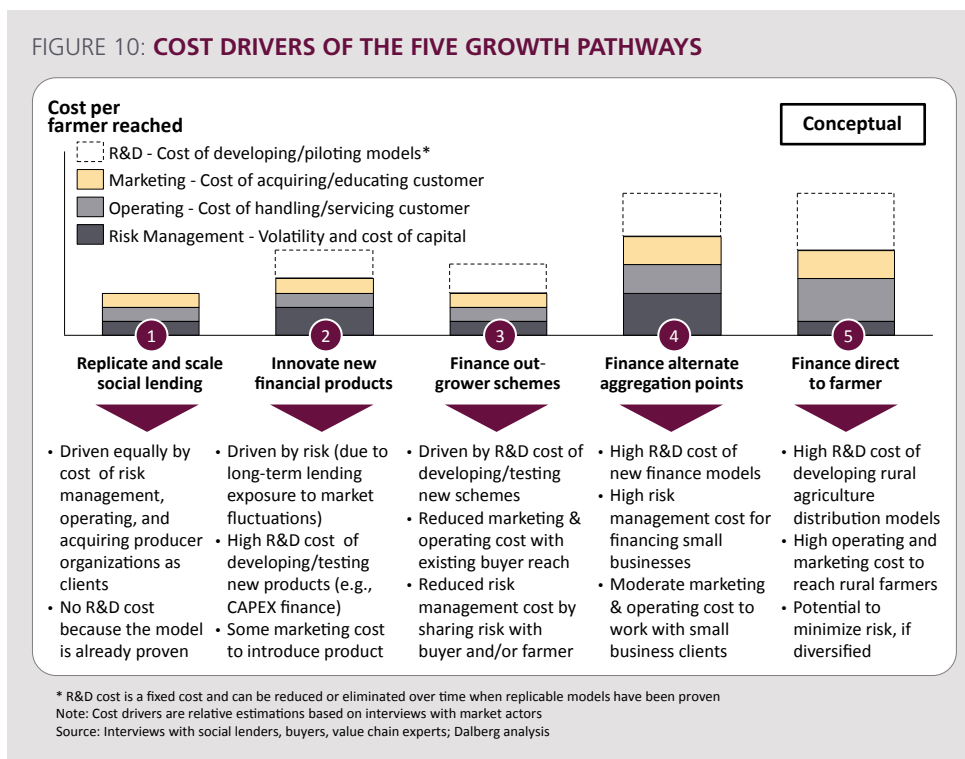 FIGURE 10: COST DRIVERS OF THE FIVE GROWTH PATHWAYS
Cost per
farmer reached
Conceptual
R&D - Cost of developing/piloting models*
Marketing - Cost of acquiring/educating customer
Operating - Cost of handling/servicing customer
Risk Management - Volatility and cost of capital
1
Replicate and scale
social lending
2
Innovate new
financial products
3
Finance out-
grower schemes
4
Finance alternate
aggregation points
5
Finance direct
to farmer
• Driven equally by
cost of risk
management,
operating, and
acquiring producer
organizations as
clients
• No R&D cost
because the model
is already proven
• Driven by risk (due to
long-term lending
exposure to market
fluctuations)
• High R&D cost of
developing/testing
new products (e.g.,
CAPEX finance)
• Some marketing cost
to introduce product
• Driven by R&D cost of
developing/testing
new schemes
• Reduced marketing &
operating cost with
existing buyer reach
• Reduced risk
management cost by
sharing risk with
buyer and/or farmer
• High R&D cost of
new finance models
• High risk
management cost for
financing small
businesses
• Moderate marketing
& operating cost to
work with small
business clients
• High R&D cost of
developing rural
agriculture
distribution models
• High operating and
marketing cost to
reach rural farmers
• Potential to
minimize risk, if
diversified
* R&D cost is a fixed cost and can be reduced or eliminated over time when replicable models have been proven
Note: Cost drivers are relative estimations based on interviews with market actors
Source: Interviews with social lenders, buyers, value chain experts; Dalberg analysis